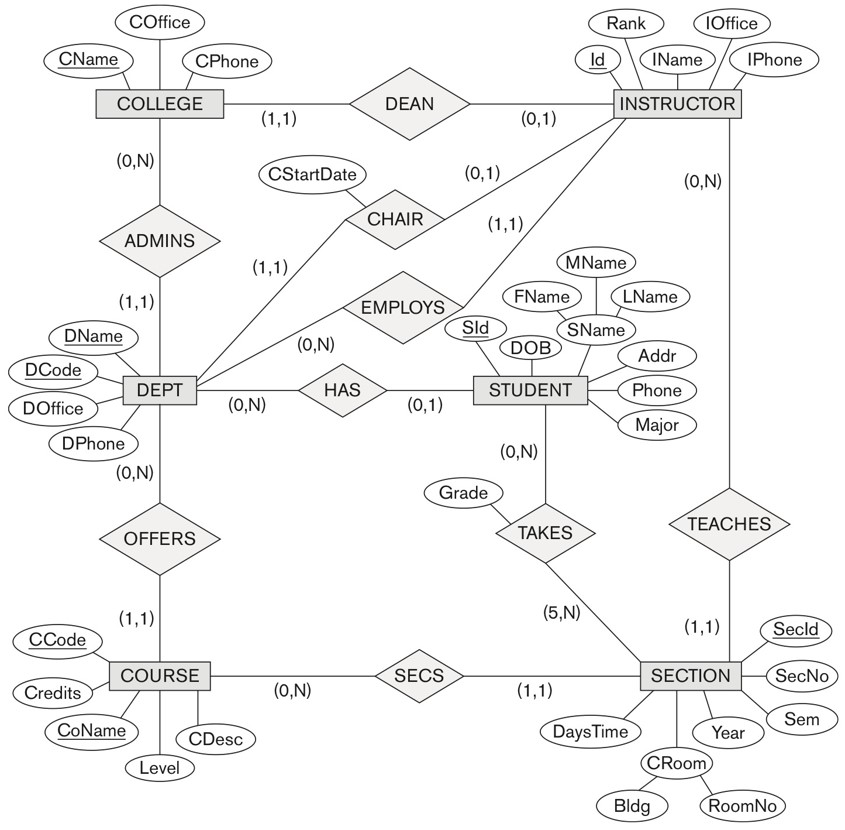 COffice
Rank
IOffice
CName
CPhone
Id
IName
IPhone
COLLEGE
DEAN
INSTRUCTOR
(1,1)
(0,1)
(0,N)
CStartDate
(0,1)
(0,N)
CHAIR
(1,1)
ADMINS
(1,1)
MName
(1,1)
EMPLOYS
FName
LName
DName
(0,N)
SId
SName
DOB
Addr
DCode
DEPT
HAS
STUDENT
Phone
DOffice
(0,N)
(0,1)
Major
DPhone
(0,N)
(0,N)
Grade
OFFERS
TAKES
TEACHES
(1,1)
(5,N)
(1,1)
SecId
CCode
COURSE
SECS
SECTION
SecNo
Credits
(0,N)
(1,1)
Sem
CoName
CDesc
DaysTime
Year
Level
CRoom
Bldg
RoomNo